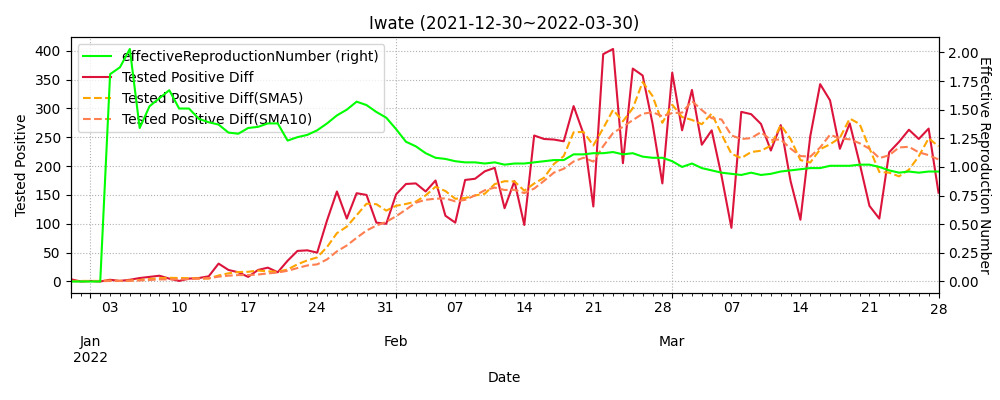 Iwate (2021-12-30~2022-03-30)
effectiveReproductionNumber (right)
Tested Positive Diff
Tested Positive Diff(SMA5)
Tested Positive Diff(SMA10)
Tested Positive
400
350
300
250
200
150
100
50
0
2.00
1.75
1.50
1.25
1.00
0.75
0.50
0.25
0.00
Effective Reproduction Number
03 10 17 24 31 07 14 21 28 07 14 21 28
Jan Feb Mar
2022
Date